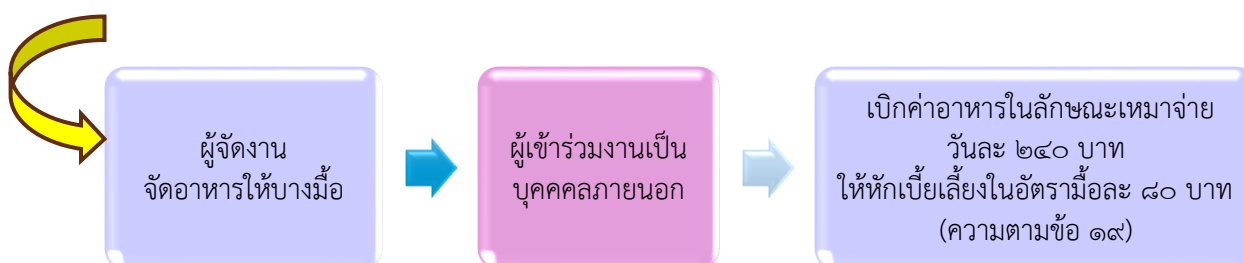 ผู้จัดงาน
จัดอาหารให้บางมื้อ
ผู้เข้าร่วมงานเป็น
บุคคคลภายนอก
เบิกค่าอาหารในลักษณะเหมาจ่าย
วันละ ๒๔๐ บาท
ให้หักเบี้ยเลี้ยงในอัตรามื้อละ ๘๐ บาท
(ความตามข้อ ๑๙)